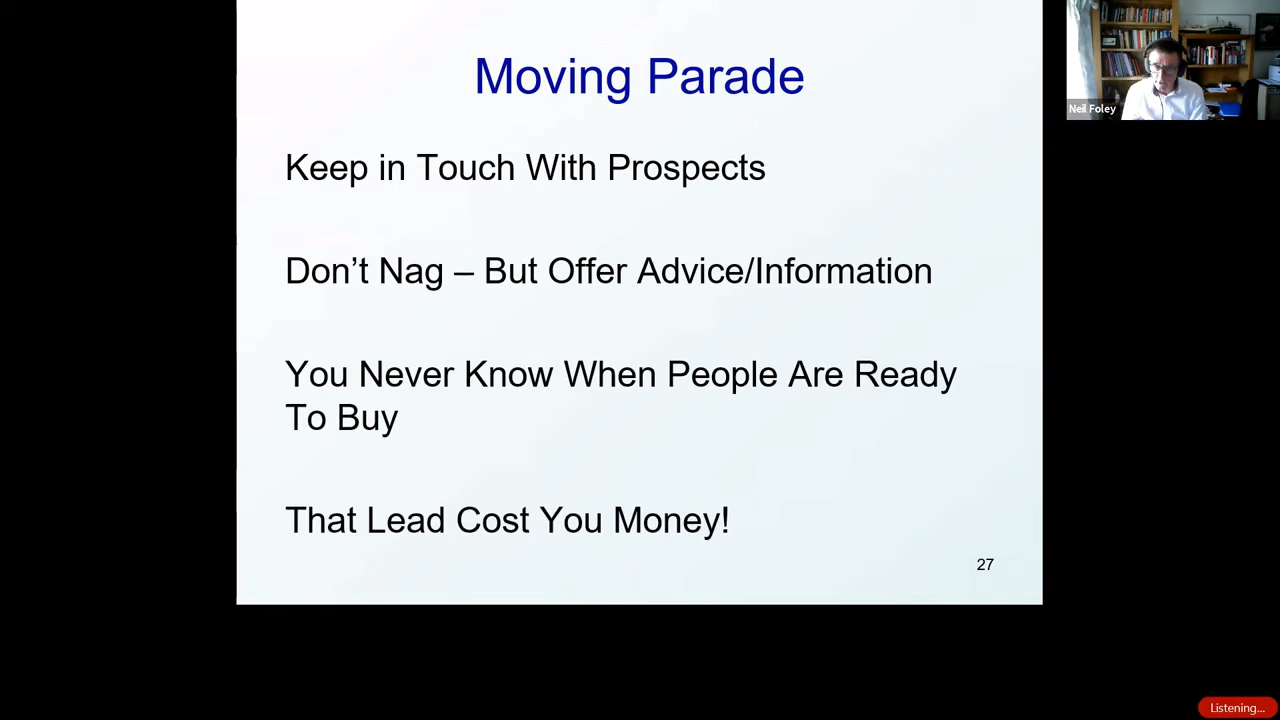 Moving Parade
Keep in Touch With Prospects
Don’t Nag – But Offer Advice/Information
You Never Know When People Are Ready
To Buy
That Lead Cost You Money!
27
Neil Foley
Listening...